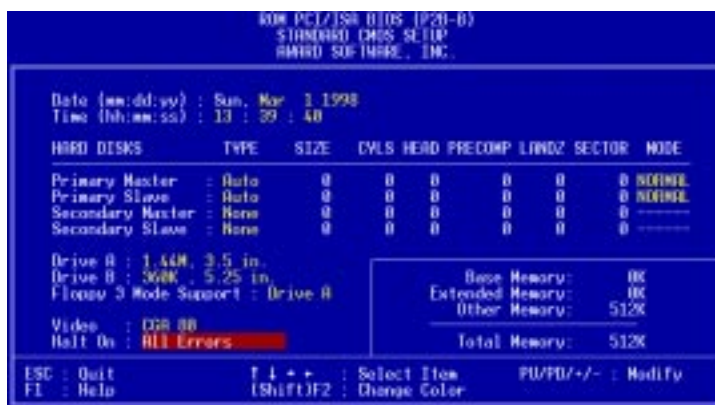 ROM PCI/ISA BIOS (P2B-B)
STANDARD CMOS SETUP
AWARD SOFTWARE, INC.
Date (mm:dd:yy) : Sun, Mar 1 1998
Time (hh:mm:ss) : 13 : 39 : 40
HARD DISKS TYPE SIZE CYLS HEAD PRECOMP LANDZ SECTOR MODE
Primary Master : Auto 0 0 0 0 0 0 NORMAL
Primary Slave : Auto 0 0 0 0 0 0 NORMAL
Secondary Master : None 0 0 0 0 0 0 ------
Secondary Slave : None 0 0 0 0 0 0 ------
Drive A : 1.44M, 3.5 in.
Drive B : 360K , 5.25 in.
Floppy 3 Mode Support : Drive A
Video : CGA 80
Halt On : All Errors
Base Memory: 0K
Extended Memory: 0K
Other Memory: 512K
Total Memory: 512K
ESC : Quit ↑ ↓ → ← : Select Item PU/PD/+/- : Modify
F1 : Help (Shift)F2 : Change Color